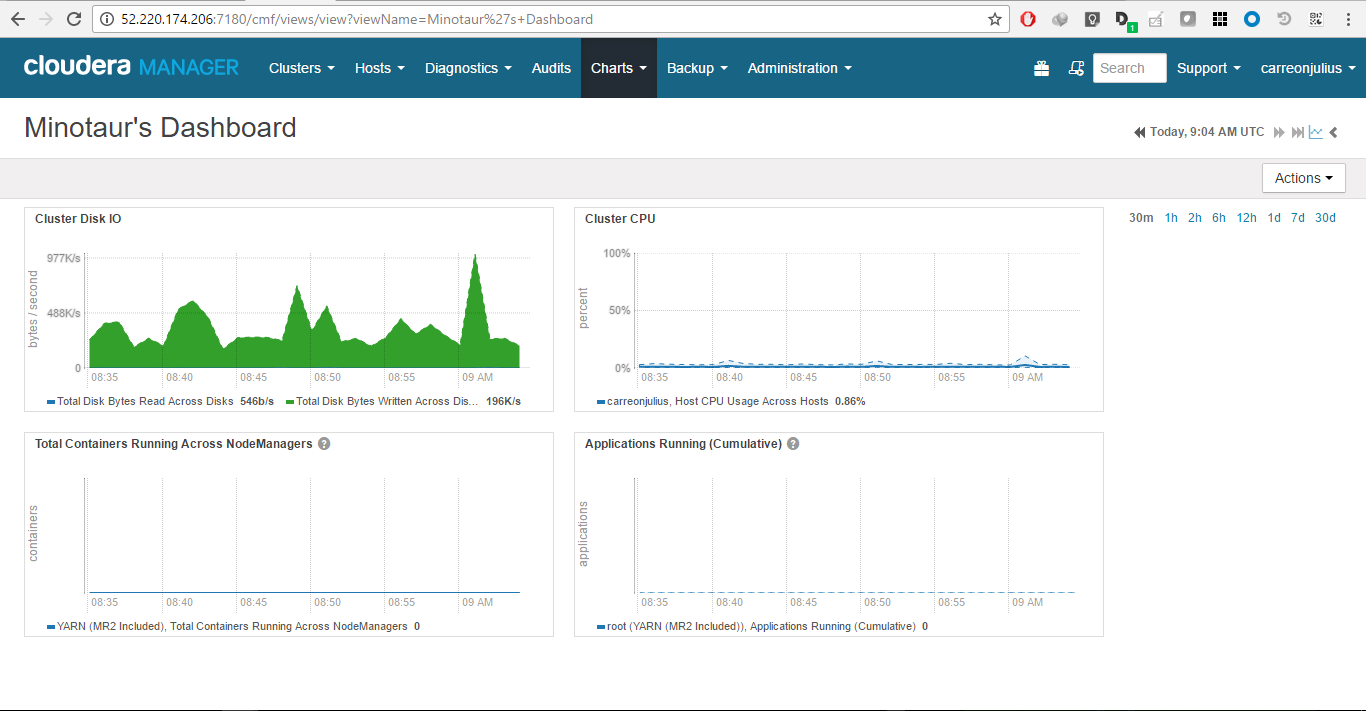 52.220.174.206:7180/cmf/views/view?viewName=Minotaur%27s+Dashboard
D 1
cloudera MANAGER Clusters Hosts Diagnostics Audits Charts Backup Administration Search Support carreonjulius
Minotaur's Dashboard
Today, 9:04 AM UTC
Actions
30m 1h 2h 6h 12h 1d 7d 30d
Cluster Disk IO
bytes / second
977K/s
488K/s
0
08:35 08:40 08:45 08:50 08:55 09 AM
Total Disk Bytes Read Across Disks 546b/s Total Disk Bytes Written Across Dis... 196K/s
Cluster CPU
percent
100%
50%
0%
08:35 08:40 08:45 08:50 08:55 09 AM
carreonjulius, Host CPU Usage Across Hosts 0.86%
Total Containers Running Across NodeManagers ?
containers
08:35 08:40 08:45 08:50 08:55 09 AM
YARN (MR2 Included), Total Containers Running Across NodeManagers 0
Applications Running (Cumulative) ?
applications
08:35 08:40 08:45 08:50 08:55 09 AM
root (YARN (MR2 Included)), Applications Running (Cumulative) 0